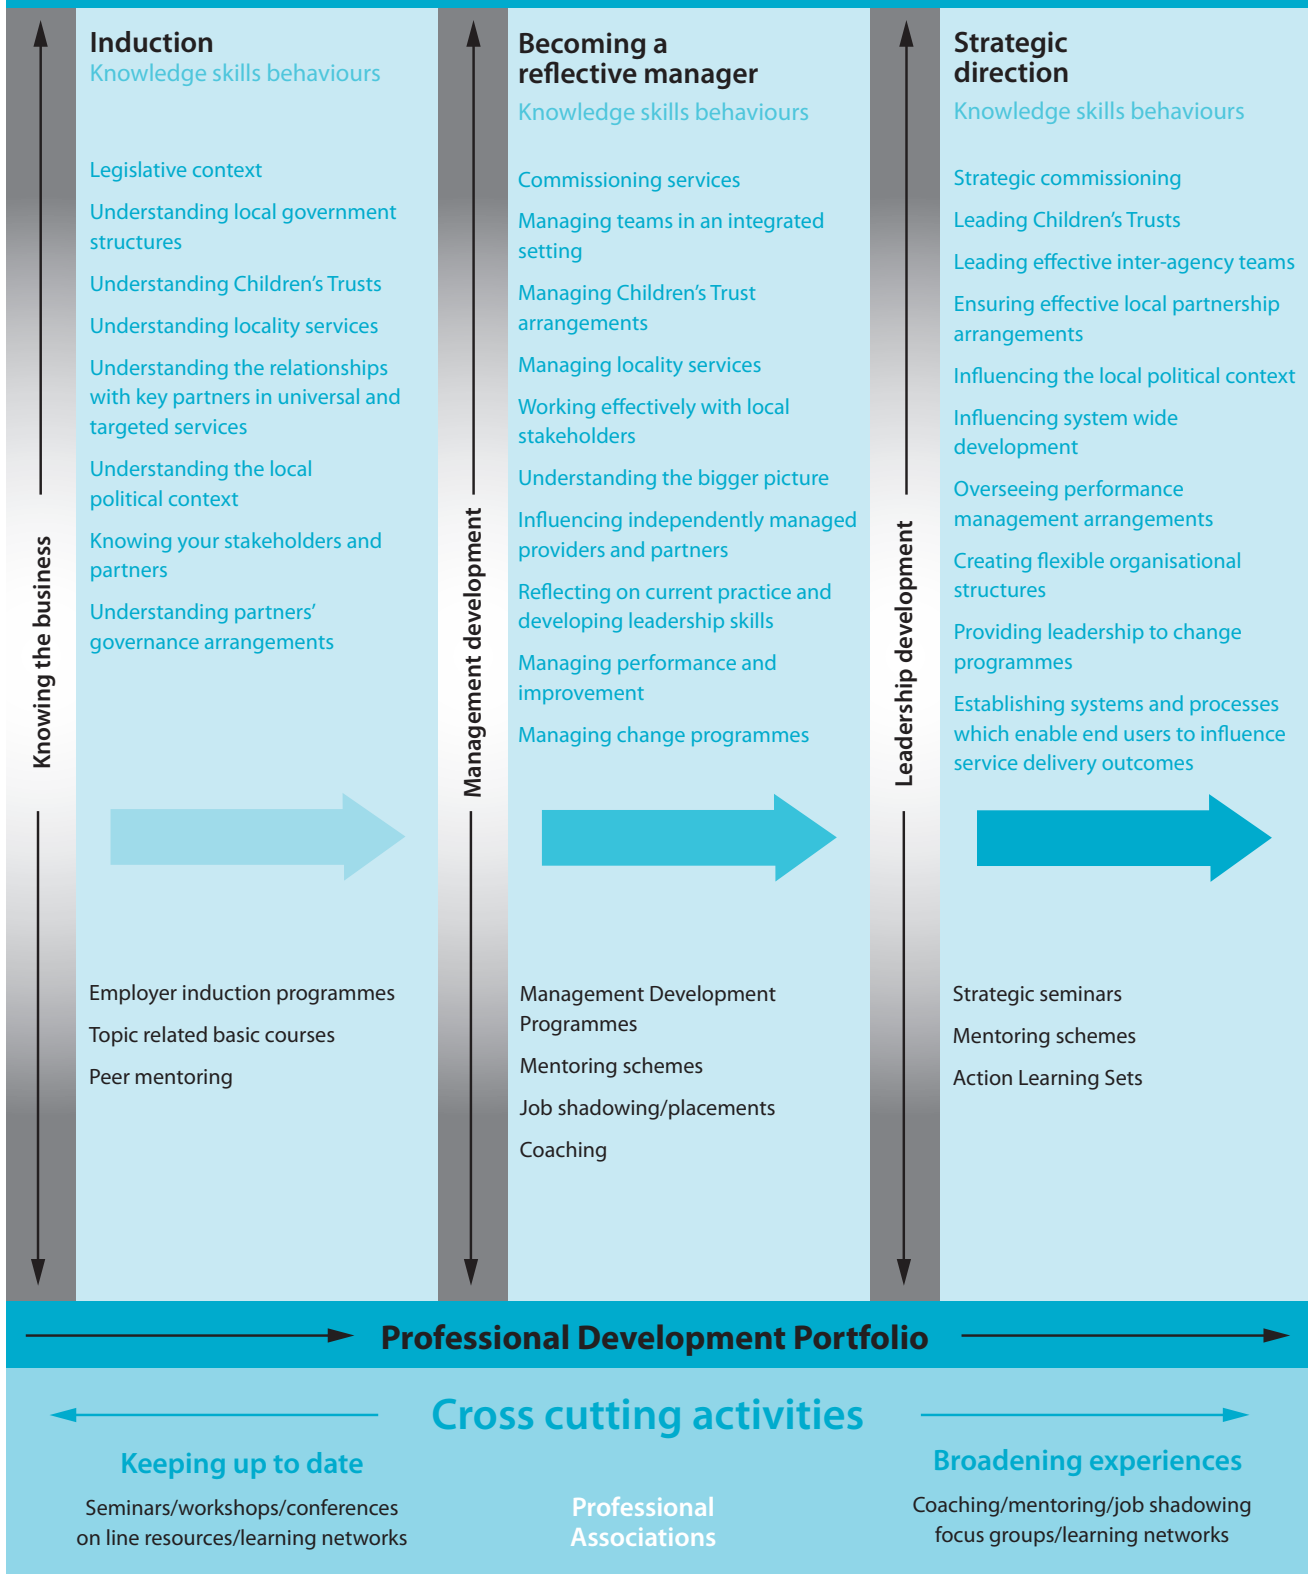 Knowing the business
Induction
Knowledge skills behaviours
Legislative context
Understanding local government
structures
Understanding Children’s Trusts
Understanding locality services
Understanding the relationships
with key partners in universal and
targeted services
Understanding the local
political context
Knowing your stakeholders and
partners
Understanding partners’
governance arrangements
Employer induction programmes
Topic related basic courses
Peer mentoring
Management development
Becoming a
reflective manager
Knowledge skills behaviours
Commissioning services
Managing teams in an integrated
setting
Managing Children’s Trust
arrangements
Managing locality services
Working effectively with local
stakeholders
Understanding the bigger picture
Influencing independently managed
providers and partners
Reflecting on current practice and
developing leadership skills
Managing performance and
improvement
Managing change programmes
Management Development
Programmes
Mentoring schemes
Job shadowing/placements
Coaching
Leadership development
Strategic
direction
Knowledge skills behaviours
Strategic commissioning
Leading Children’s Trusts
Leading effective inter-agency teams
Ensuring effective local partnership
arrangements
Influencing the local political context
Influencing system wide
development
Overseeing performance
management arrangements
Creating flexible organisational
structures
Providing leadership to change
programmes
Establishing systems and processes
which enable end users to influence
service delivery outcomes
Strategic seminars
Mentoring schemes
Action Learning Sets
Professional Development Portfolio
Cross cutting activities
Keeping up to date
Seminars/workshops/conferences
on line resources/learning networks
Professional
Associations
Broadening experiences
Coaching/mentoring/job shadowing
focus groups/learning networks